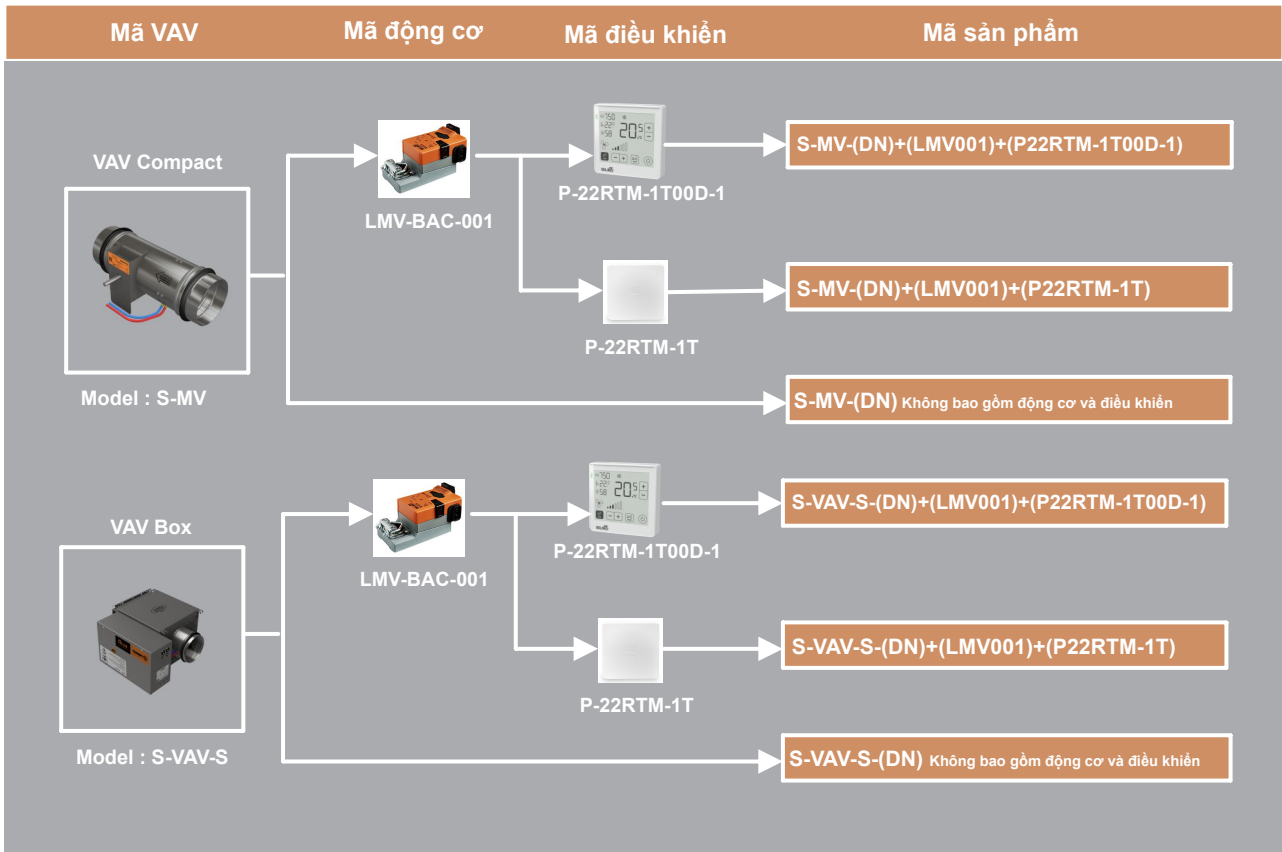 Mã VAV
Mã động cơ
Mã điều khiển
Mã sản phẩm
VAV Compact
Model : S-MV
LMV-BAC-001
P-22RTM-1T00D-1
P-22RTM-1T
S-MV-(DN)+(LMV001)+(P22RTM-1T00D-1)
S-MV-(DN)+(LMV001)+(P22RTM-1T)
S-MV-(DN) Không bao gồm động cơ và điều khiển
VAV Box
Model : S-VAV-S
LMV-BAC-001
P-22RTM-1T00D-1
P-22RTM-1T
S-VAV-S-(DN)+(LMV001)+(P22RTM-1T00D-1)
S-VAV-S-(DN)+(LMV001)+(P22RTM-1T)
S-VAV-S-(DN) Không bao gồm động cơ và điều khiển